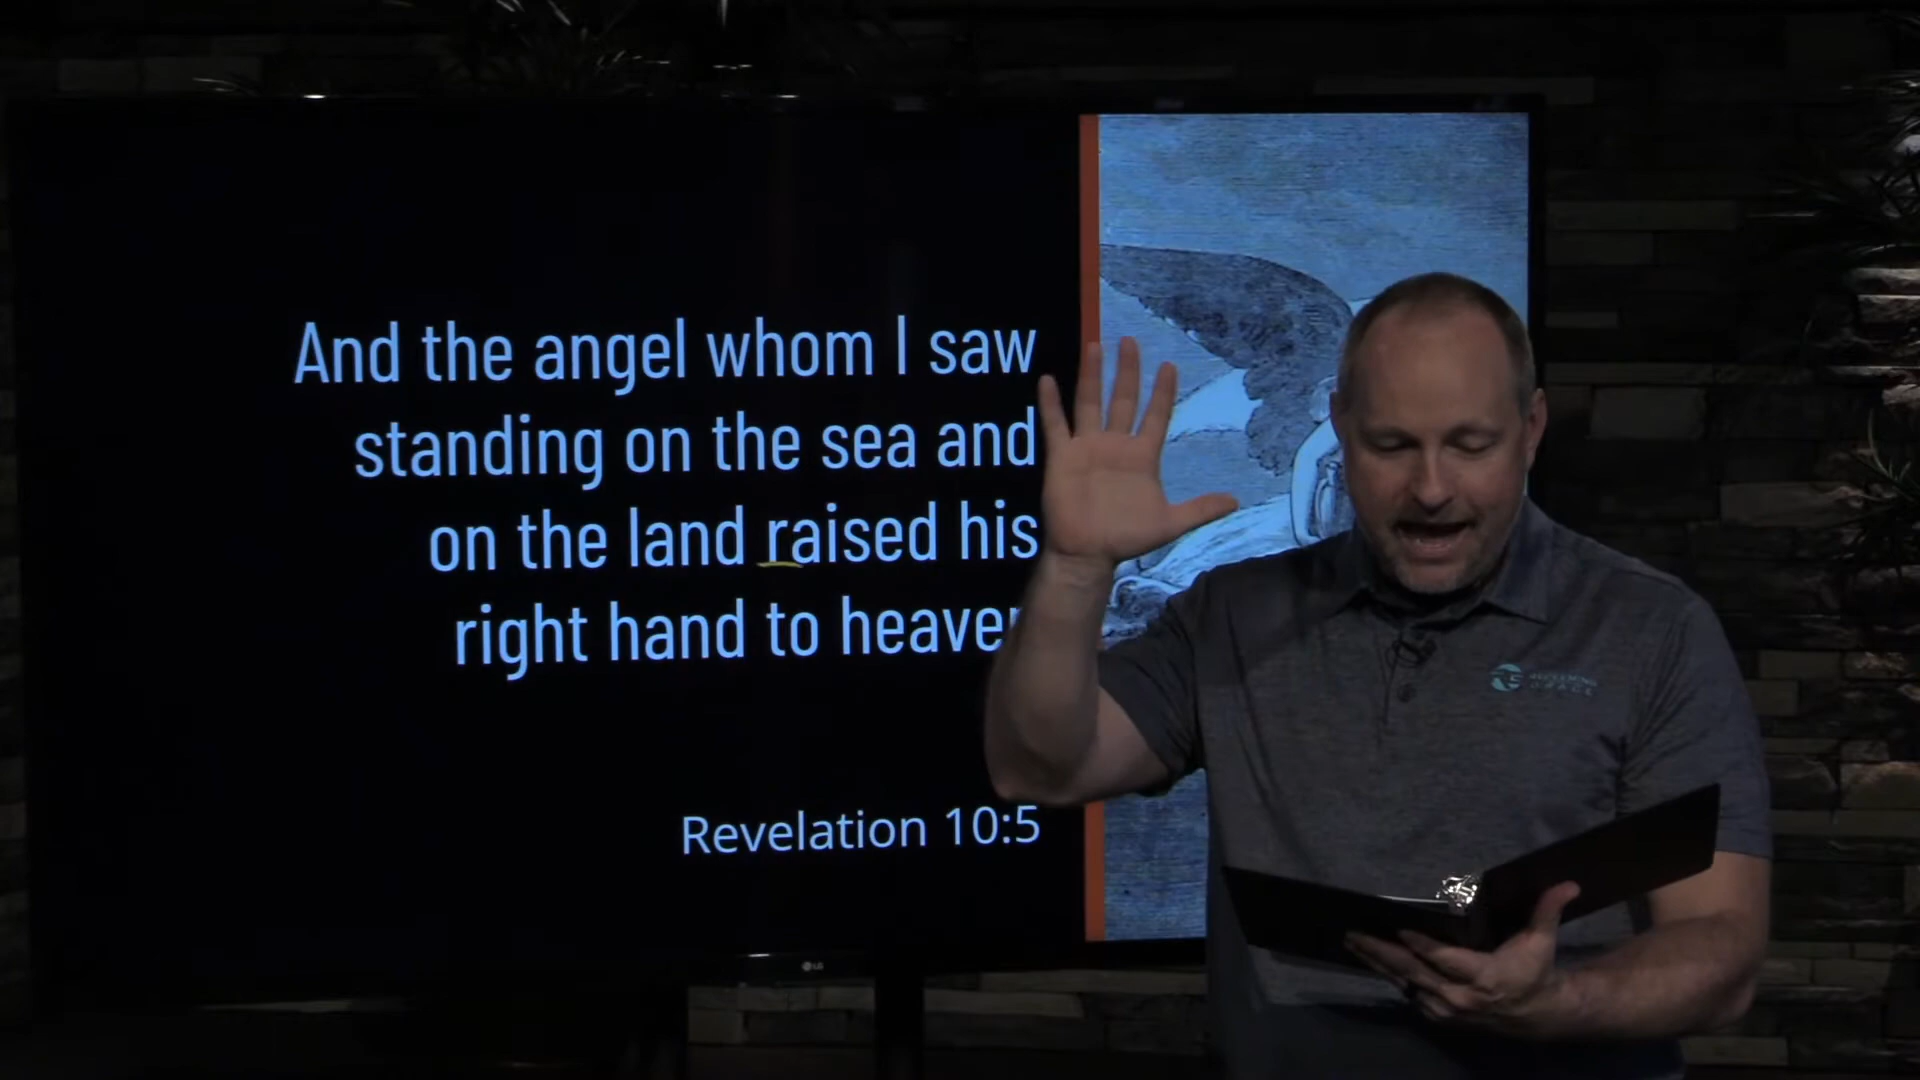 And the angel whom I saw
standing on the sea and
on the land raised his
right hand to heaven
Revelation 10:5
LG